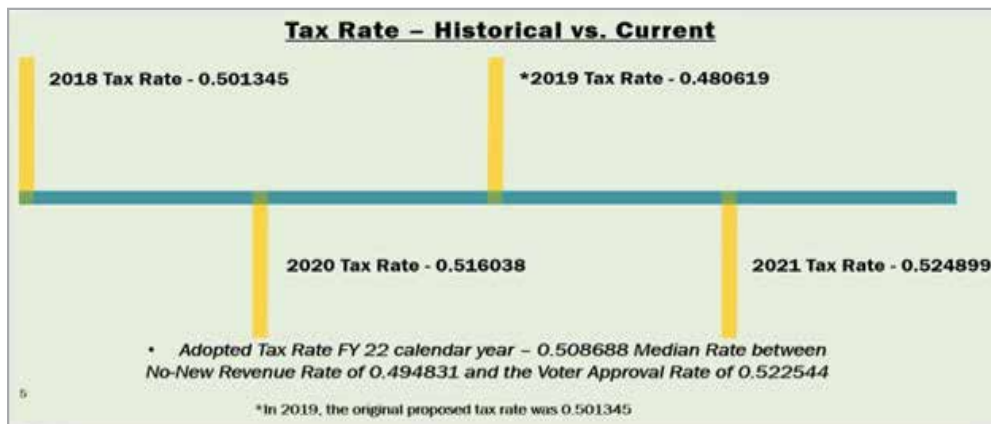 Tax Rate – Historical vs. Current
2018 Tax Rate - 0.501345
*2019 Tax Rate - 0.480619
2020 Tax Rate - 0.516038
2021 Tax Rate - 0.524899
• Adopted Tax Rate FY 22 calendar year – 0.508688 Median Rate between
No-New Revenue Rate of 0.494831 and the Voter Approval Rate of 0.522544
5
*In 2019, the original proposed tax rate was 0.501345